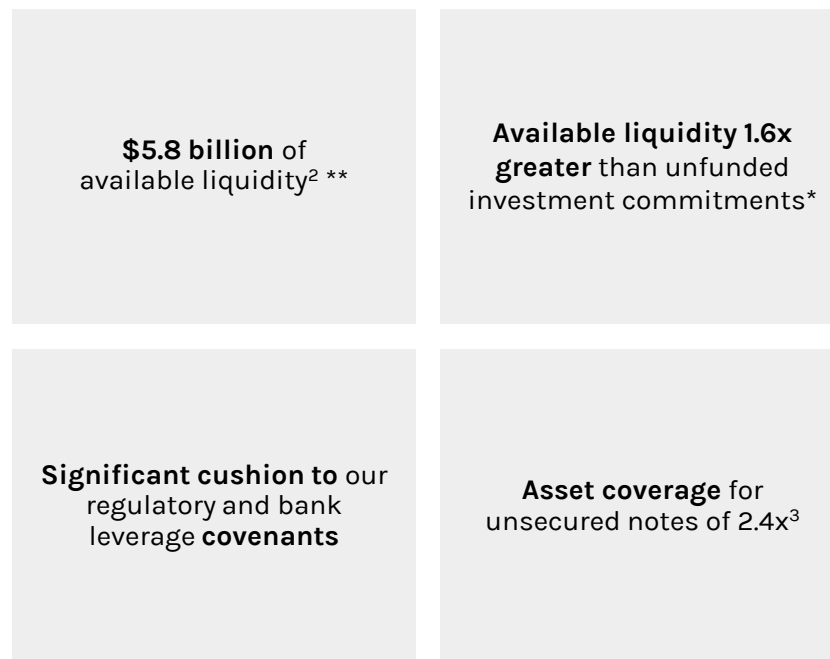 $5.8 billion of
available liquidity² **
Available liquidity 1.6x
greater than unfunded
investment commitments*
Significant cushion to our
regulatory and bank
leverage covenants
Asset coverage for
unsecured notes of 2.4x³